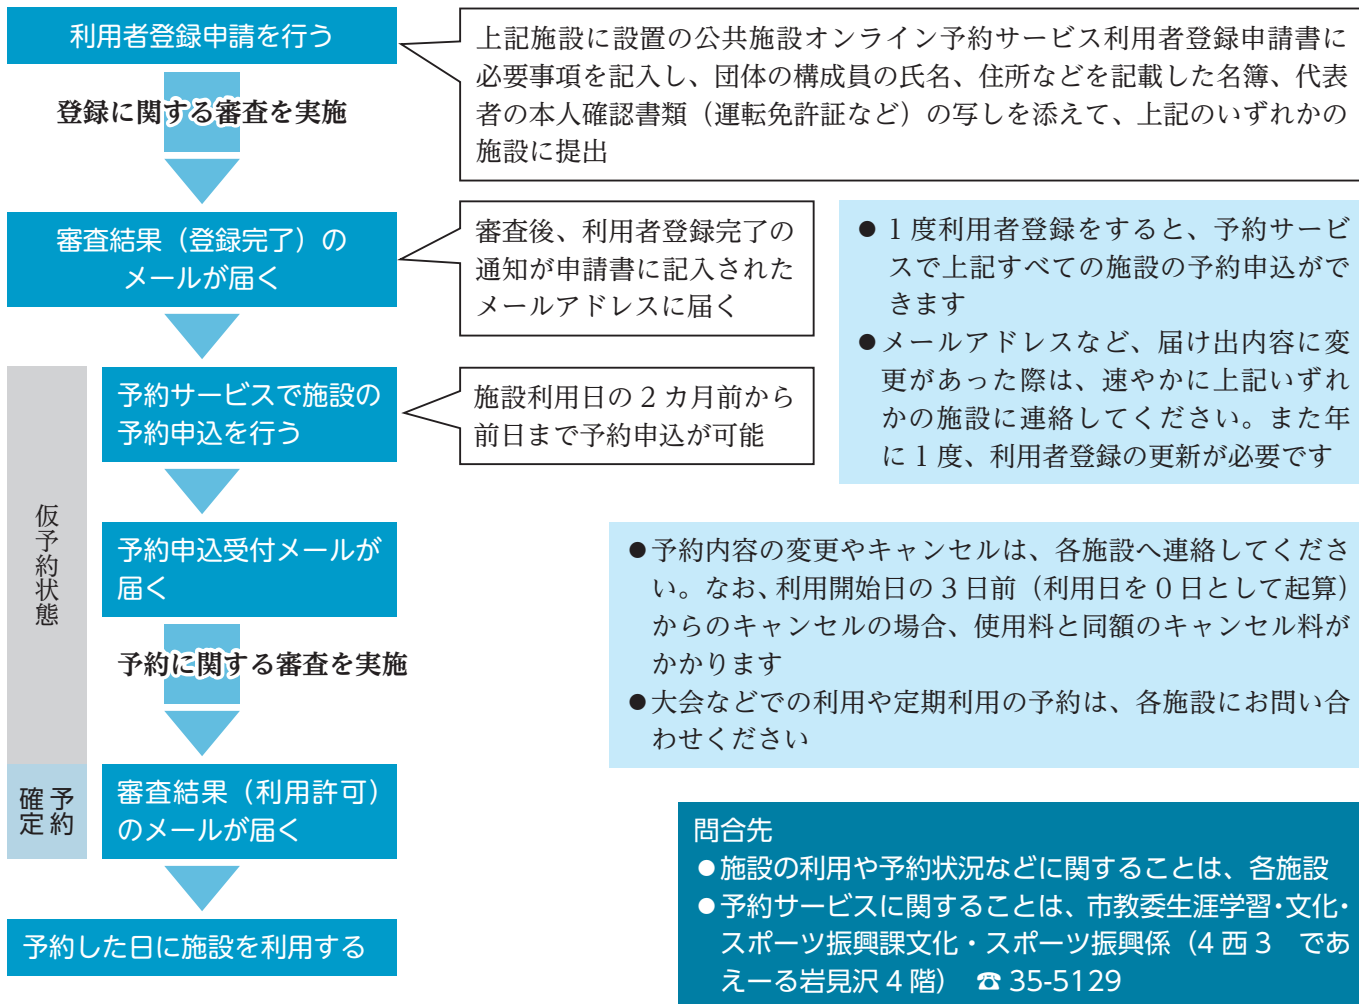 利用者登録申請を行う
上記施設に設置の公共施設オンライン予約サービス利用者登録申請書に
必要事項を記入し、団体の構成員の氏名、住所などを記載した名簿、代表
者の本人確認書類（運転免許証など）の写しを添えて、上記のいずれかの
施設に提出
登録に関する審査を実施
審査結果（登録完了）の
メールが届く
審査後、利用者登録完了の
通知が申請書に記入された
メールアドレスに届く
●1度利用者登録をすると、予約サービ
スで上記すべての施設の予約申込がで
きます
●メールアドレスなど、届け出内容に変
更があった際は、速やかに上記いずれ
かの施設に連絡してください。また年
に1度、利用者登録の更新が必要です
仮予約状態
予約サービスで施設の
予約申込を行う
施設利用日の2カ月前から
前日まで予約申込が可能
予約申込受付メールが
届く
予約に関する審査を実施
●予約内容の変更やキャンセルは、各施設へ連絡してくださ
い。なお、利用開始日の3日前（利用日を0日として起算）
からのキャンセルの場合、使用料と同額のキャンセル料が
かかります
●大会などでの利用や定期利用の予約は、各施設にお問い合
わせください
予約
確定
審査結果（利用許可）
のメールが届く
予約した日に施設を利用する
問合先
●施設の利用や予約状況などに関することは、各施設
●予約サービスに関することは、市教委生涯学習・文化・
スポーツ振興課文化・スポーツ振興係（4西3　であ
えーる岩見沢4階）　☎35-5129